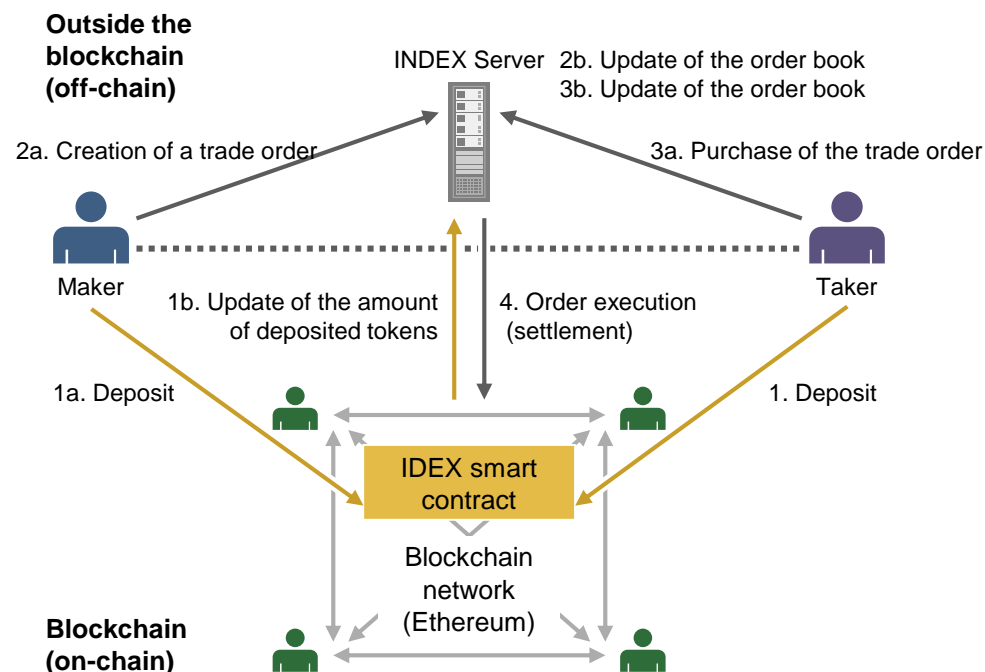 Outside the
blockchain
(off-chain)
INDEX Server
2b. Update of the order book
3b. Update of the order book
2a. Creation of a trade order
3a. Purchase of the trade order
Maker
Taker
1b. Update of the amount
of deposited tokens
4. Order execution
(settlement)
1a. Deposit
1. Deposit
IDEX smart
contract
Blockchain
network
(Ethereum)
Blockchain
(on-chain)